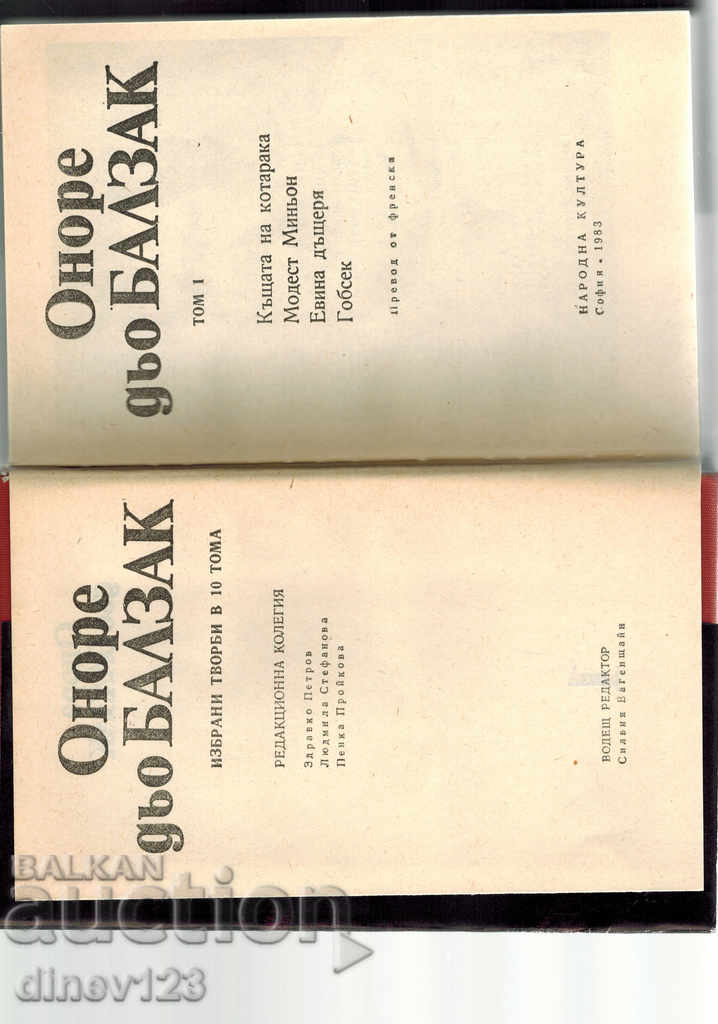 Оноре
дьо БАЛЗАК
ИЗБРАНИ ТВОРБИ В 10 ТОМА
РЕДАКЦИОННА КОЛЕГИЯ
Здравко Петров
Людмила Стефанова
Пенка Пройкова
ВОДЕЩ РЕДАКТОР
Силвия Вагенщайн
Оноре
дьо БАЛЗАК
ТОМ 1
Къщата на котарака
Модест Миньон
Евина дъщеря
Гобсек
Превод от френски
НАРОДНА КУЛТУРА
София • 1983
BALKAN
auction
dinev123